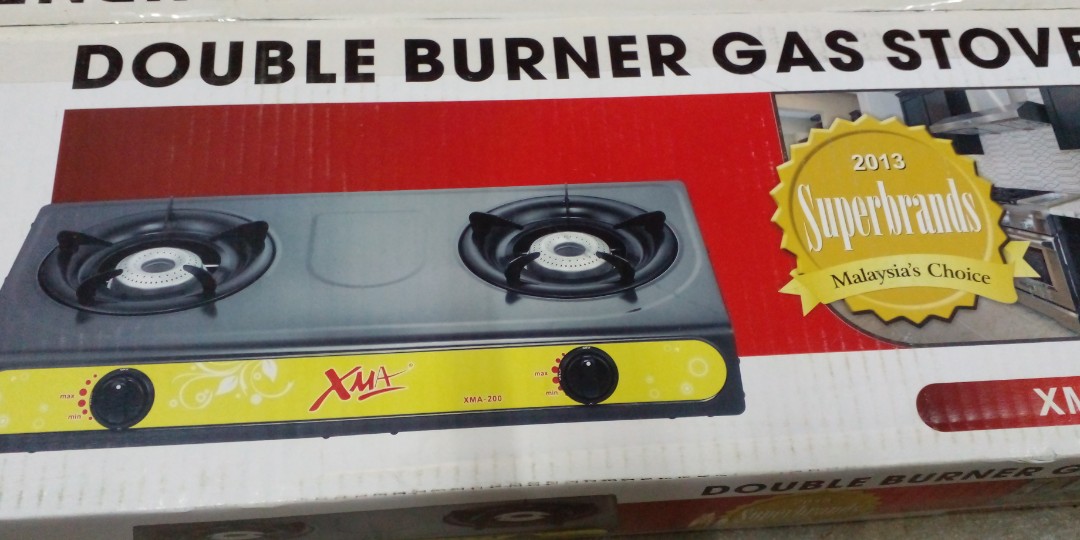 DOUBLE BURNER GAS STOVE
2013
Superbrands
Malaysia's Choice
max
min
XMA
XMA-200
max
min
XM
DOUBLE BURNER G